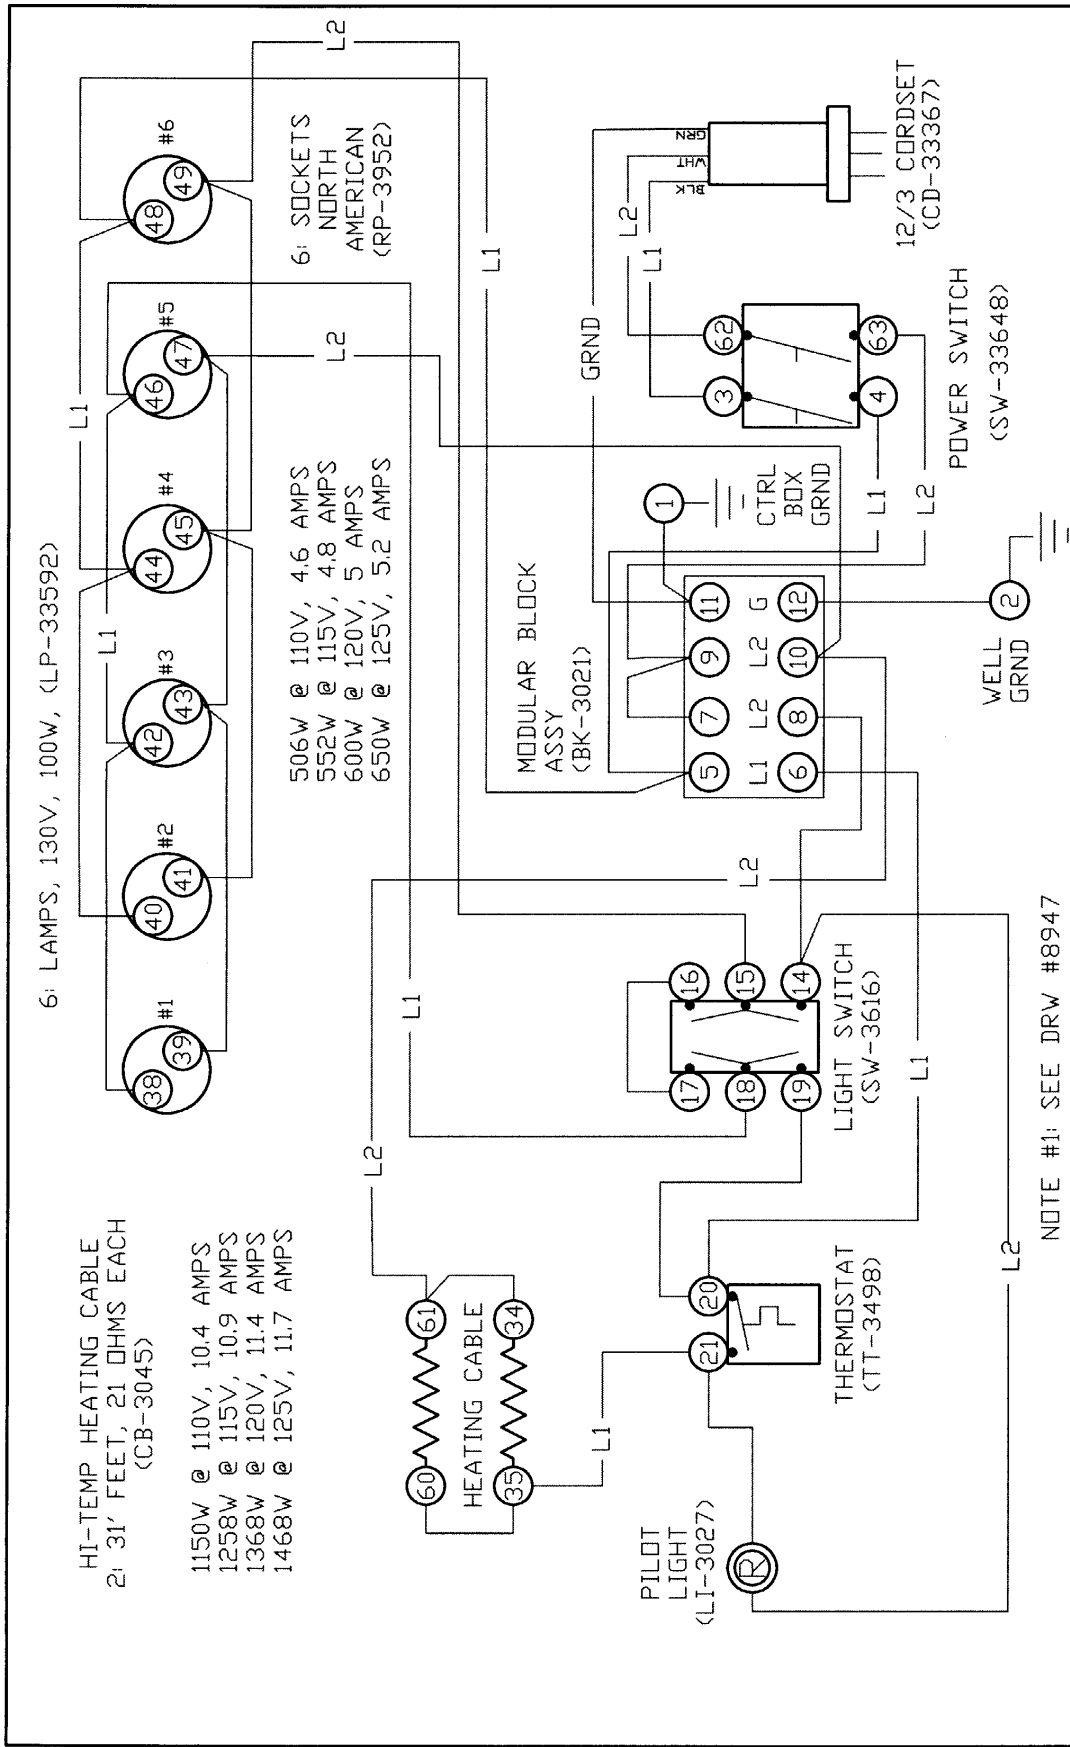 HI-TEMP HEATING CABLE
2: 31' FEET, 21 OHMS EACH
(CB-3045)
1150W @ 110V, 10.4 AMPS
1258W @ 115V, 10.9 AMPS
1368W @ 120V, 11.4 AMPS
1468W @ 125V, 11.7 AMPS
6: LAMPS, 130V, 100W, (LP-33592)
L1
L1
38
39
#1
40
41
#2
42
43
#3
44
45
#4
46
47
#5
48
49
#6
506W @ 110V, 4.6 AMPS
552W @ 115V, 4.8 AMPS
600W @ 120V, 5 AMPS
650W @ 125V, 5.2 AMPS
6: SOCKETS
NORTH
AMERICAN
(RP-3952)
L2
L2
L2
L1
L1
60
61
HEATING CABLE
35
34
L1
L2
MODULAR BLOCK
ASSY
(BK-3021)
5
7
9
11
L1
L2
L2
G
6
8
10
12
1
CTRL
BOX
GRND
GRND
L1
L2
BLK
WHT
GRN
12/3 CORDSET
(CD-33367)
3
62
4
63
POWER SWITCH
(SW-33648)
L1
L2
WELL
GRND
2
17
16
18
15
19
14
LIGHT SWITCH
(SW-3616)
L1
21
20
THERMOSTAT
(TT-3498)
PILOT
LIGHT
(LI-3027)
R
L2
NOTE #1: SEE DRW #8947